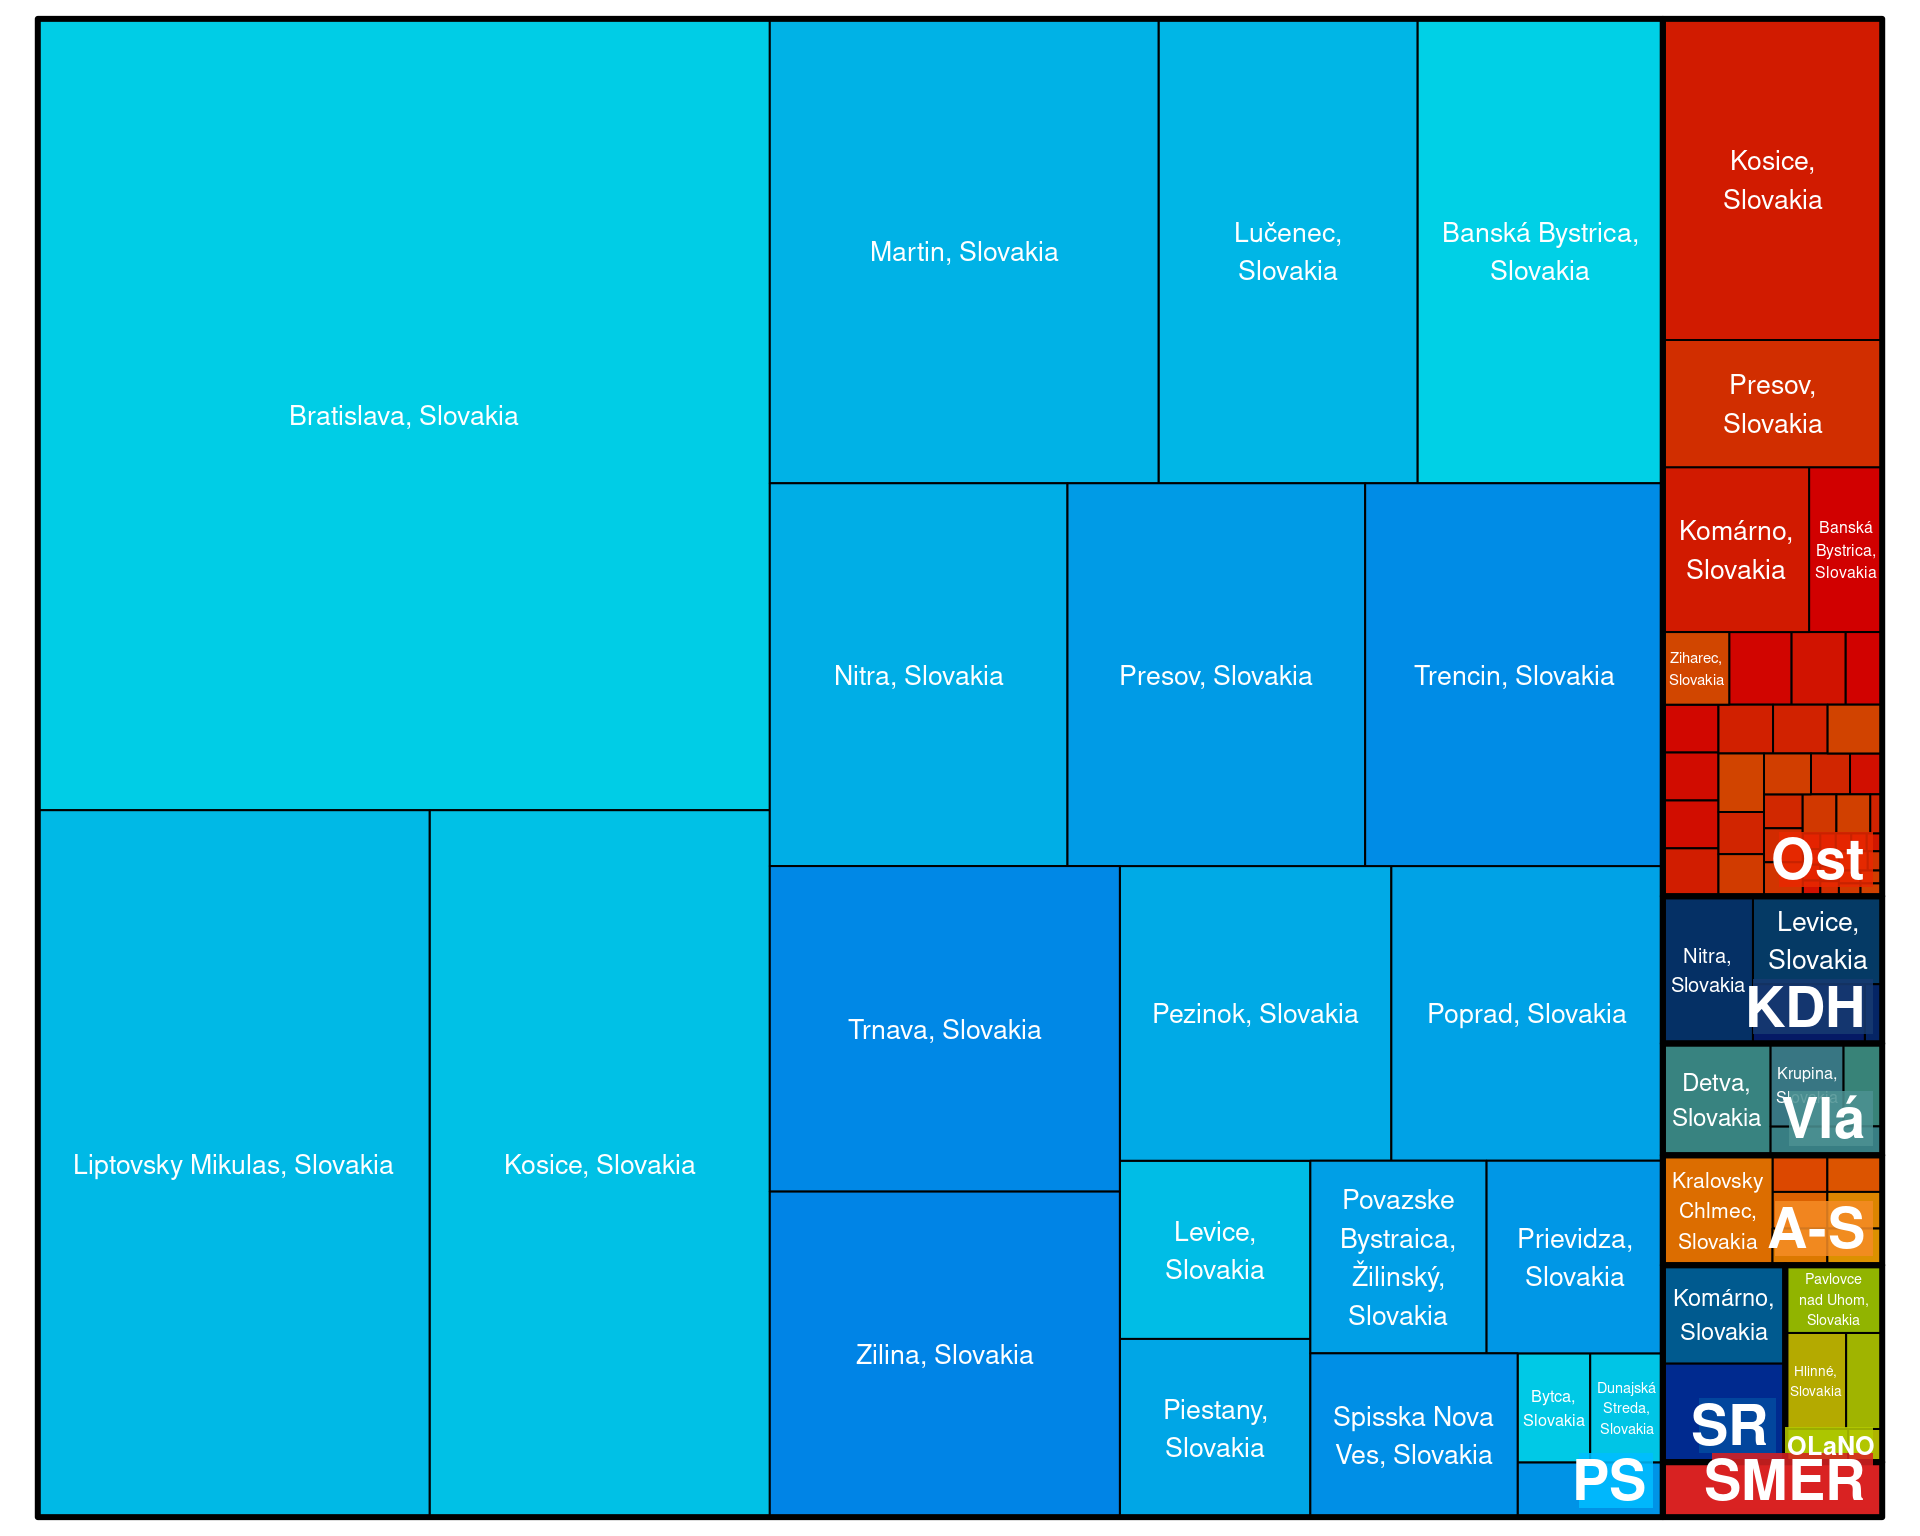 Bratislava, Slovakia
Liptovsky Mikulas, Slovakia
Kosice, Slovakia
Martin, Slovakia
Lučenec,
Slovakia
Banská Bystrica,
Slovakia
Nitra, Slovakia
Presov, Slovakia
Trencin, Slovakia
Trnava, Slovakia
Zilina, Slovakia
Pezinok, Slovakia
Poprad, Slovakia
Levice,
Slovakia
Piestany,
Slovakia
Povazske
Bystraica,
Žilinský,
Slovakia
Prievidza,
Slovakia
Spisska Nova
Ves, Slovakia
Bytca,
Slovakia
Dunajská
Streda,
Slovakia
PS
Kosice,
Slovakia
Presov,
Slovakia
Komárno,
Slovakia
Banská
Bystrica,
Slovakia
Ziharec,
Slovakia
Ost
Nitra,
Slovakia
Levice,
Slovakia
KDH
Detva,
Slovakia
Krupina,
Slovakia
Vlá
Kralovsky
Chlmec,
Slovakia
A-S
Komárno,
Slovakia
SR
Pavlovce
nad Uhom,
Slovakia
Hlinné,
Slovakia
OLaNO
SMER